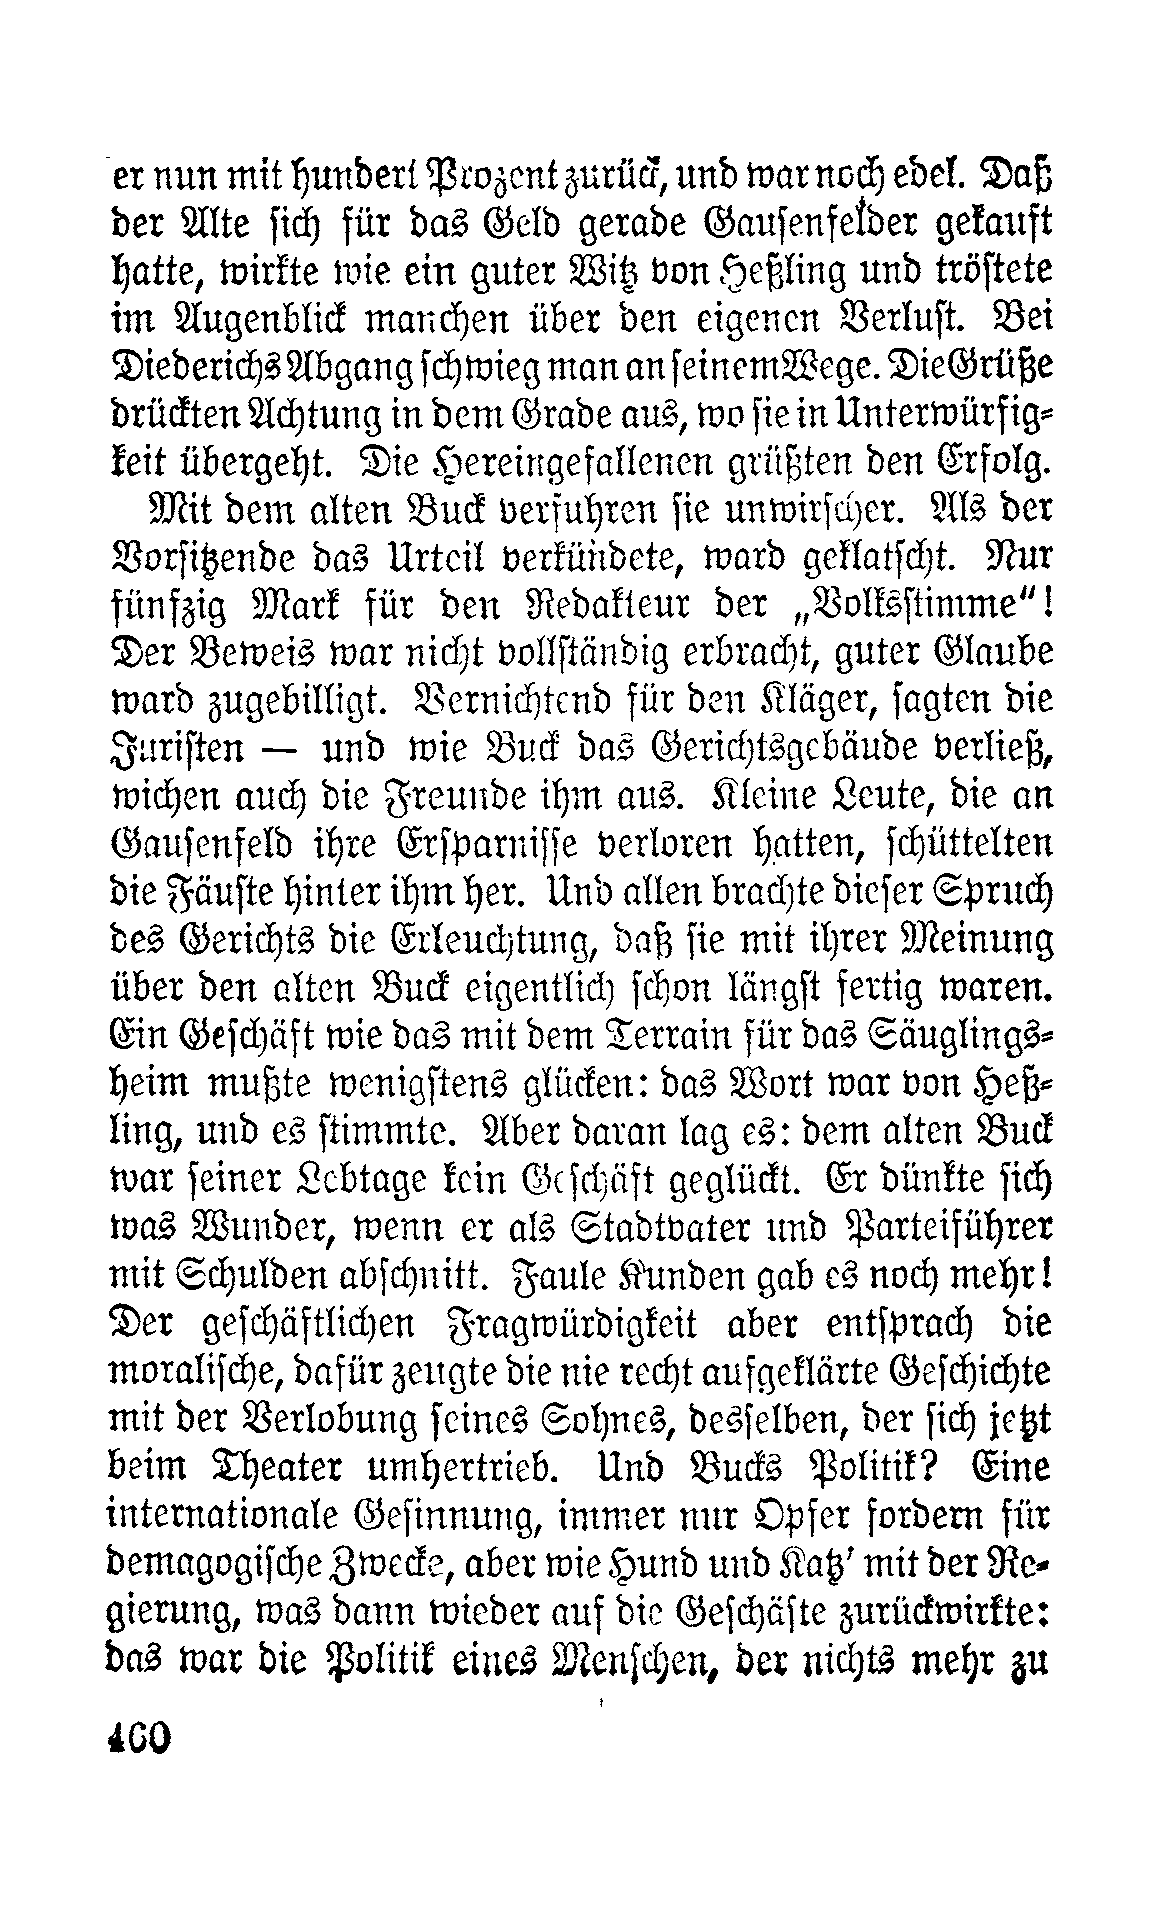 er nun mit hundert Prozent zurück, und war noch edel. Daß
der Alte sich für das Geld gerade Gausenfelder gekauft
hatte, wirkte wie ein guter Witz von Heßling und tröstete
im Augenblick manchen über den eigenen Verlust. Bei
Diederichs Abgang schwieg man an seinem Wege. Die Grüße
drückten Achtung in dem Grade aus, wo sie in Unterwürfig-
keit übergeht. Die Hereingefallenen grüßten den Erfolg.
Mit dem alten Buck verfuhren sie unwirscher. Als der
Vorsitzende das Urteil verkündete, ward geklatscht. Nur
fünfzig Mark für den Redakteur der „Volksstimme“!
Der Beweis war nicht vollständig erbracht, guter Glaube
ward zugebilligt. Vernichtend für den Kläger, sagten die
Juristen — und wie Buck das Gerichtsgebäude verließ,
wichen auch die Freunde ihm aus. Kleine Leute, die an
Gausenfeld ihre Ersparnisse verloren hatten, schüttelten
die Fäuste hinter ihm her. Und allen brachte dieser Spruch
des Gerichts die Erleuchtung, daß sie mit ihrer Meinung
über den alten Buck eigentlich schon längst fertig waren.
Ein Geschäft wie das mit dem Terrain für das Säuglings-
heim mußte wenigstens glücken: das Wort war von Heß-
ling, und es stimmte. Aber daran lag es: dem alten Buck
war seiner Lebtage kein Geschäft geglückt. Er dünkte sich
was Wunder, wenn er als Stadtvater und Parteiführer
mit Schulden abschnitt. Faule Kunden gab es noch mehr!
Der geschäftlichen Fragwürdigkeit aber entsprach die
moralische, dafür zeugte die nie recht aufgeklärte Geschichte
mit der Verlobung seines Sohnes, desselben, der sich jetzt
beim Theater umhertrieb. Und Bucks Politik? Eine
internationale Gesinnung, immer nur Opfer fordern für
demagogische Zwecke, aber wie Hund und Katz’ mit der Re-
gierung, was dann wieder auf die Geschäfte zurückwirkte:
das war die Politik eines Menschen, der nichts mehr zu
460